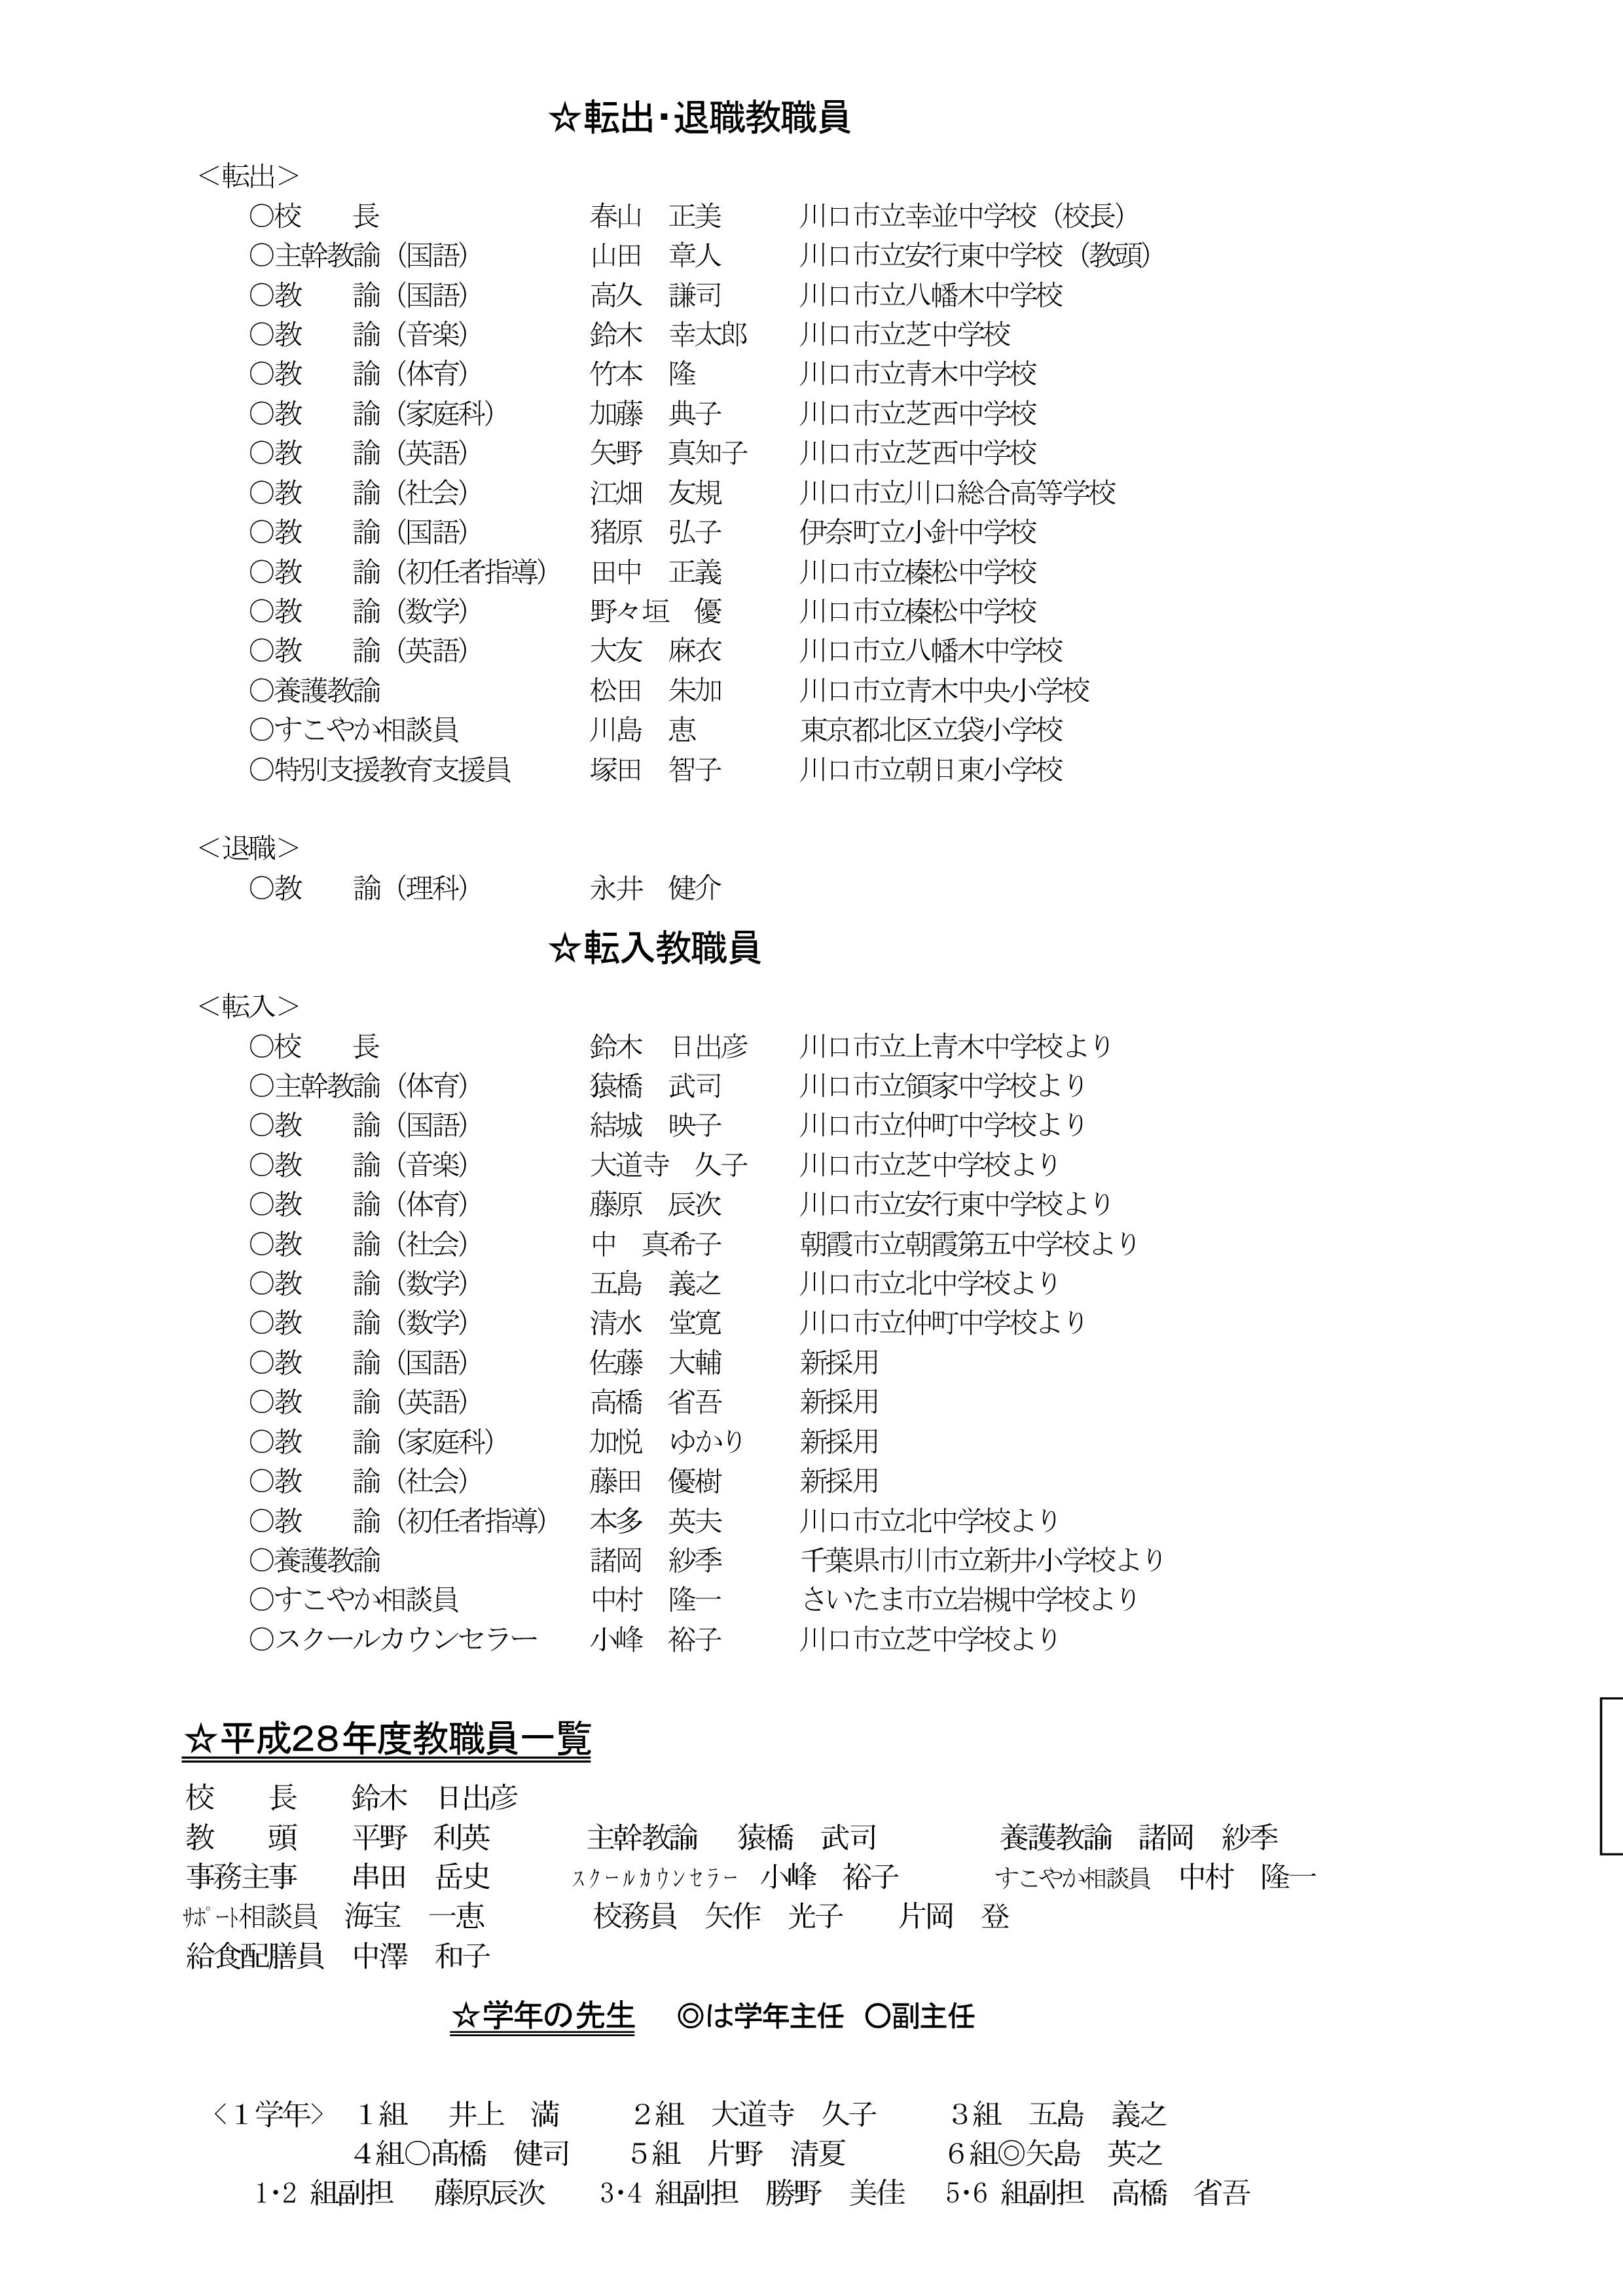 ☆転出・退職教職員
＜転出＞
○校　　長　　　　　　　　春山　正美　　　川口市立幸並中学校（校長）
○主幹教諭（国語）　　　　山田　章人　　　川口市立安行東中学校（教頭）
○教　　諭（国語）　　　　高久　謙司　　　川口市立八幡木中学校
○教　　諭（音楽）　　　　鈴木　幸太郎　　川口市立芝中学校
○教　　諭（体育）　　　　竹本　隆　　　　川口市立青木中学校
○教　　諭（家庭科）　　　加藤　典子　　　川口市立芝西中学校
○教　　諭（英語）　　　　矢野　真知子　　川口市立芝西中学校
○教　　諭（社会）　　　　江畑　友規　　　川口市立川口総合高等学校
○教　　諭（国語）　　　　猪原　弘子　　　伊奈町立小針中学校
○教　　諭（初任者指導）　田中　正義　　　川口市立榛松中学校
○教　　諭（数学）　　　　野々垣　優　　　川口市立榛松中学校
○教　　諭（英語）　　　　大友　麻衣　　　川口市立八幡木中学校
○養護教諭　　　　　　　　松田　朱加　　　川口市立青木中央小学校
○すこやか相談員　　　　　川島　恵　　　　東京都北区立袋小学校
○特別支援教育支援員　　　塚田　智子　　　川口市立朝日東小学校
＜退職＞
○教　　諭（理科）　　　　永井　健介
☆転入教職員
＜転入＞
○校　　長　　　　　　　　鈴木　日出彦　　川口市立上青木中学校より
○主幹教諭（体育）　　　　猿橋　武司　　　川口市立領家中学校より
○教　　諭（国語）　　　　結城　映子　　　川口市立仲町中学校より
○教　　諭（音楽）　　　　大道寺　久子　　川口市立芝中学校より
○教　　諭（体育）　　　　藤原　辰次　　　川口市立安行東中学校より
○教　　諭（社会）　　　　中　真希子　　　朝霞市立朝霞第五中学校より
○教　　諭（数学）　　　　五島　義之　　　川口市立北中学校より
○教　　諭（数学）　　　　清水　堂寛　　　川口市立仲町中学校より
○教　　諭（国語）　　　　佐藤　大輔　　　新採用
○教　　諭（英語）　　　　高橋　省吾　　　新採用
○教　　諭（家庭科）　　　加悦　ゆかり　　新採用
○教　　諭（社会）　　　　藤田　優樹　　　新採用
○教　　諭（初任者指導）　本多　英夫　　　川口市立北中学校より
○養護教諭　　　　　　　　諸岡　紗季　　　千葉県市川市立新井小学校より
○すこやか相談員　　　　　中村　隆一　　　さいたま市立岩槻中学校より
○スクールカウンセラー　　小峰　裕子　　　川口市立芝中学校より
☆平成２８年度教職員一覧
校　　長　　鈴木　日出彦
教　　頭　　平野　利英　　　主幹教諭　猿橋　武司　　　　養護教諭　諸岡　紗季
事務主事　　串田　岳史　　　スクールカウンセラー　小峰　裕子　　　すこやか相談員　中村　隆一
ｻﾎﾟｰﾄ相談員　海宝　一恵　　　　校務員　矢作　光子　　片岡　登
給食配膳員　中澤　和子
☆学年の先生　◎は学年主任　○副主任
＜１学年＞　１組　井上　満　　　２組　大道寺　久子　　　３組　五島　義之
４組○髙橋　健司　　５組　片野　清夏　　　　６組◎矢島　英之
1・2 組副担　藤原辰次　　3・4 組副担　勝野　美佳　　5・6 組副担　高橋　省吾